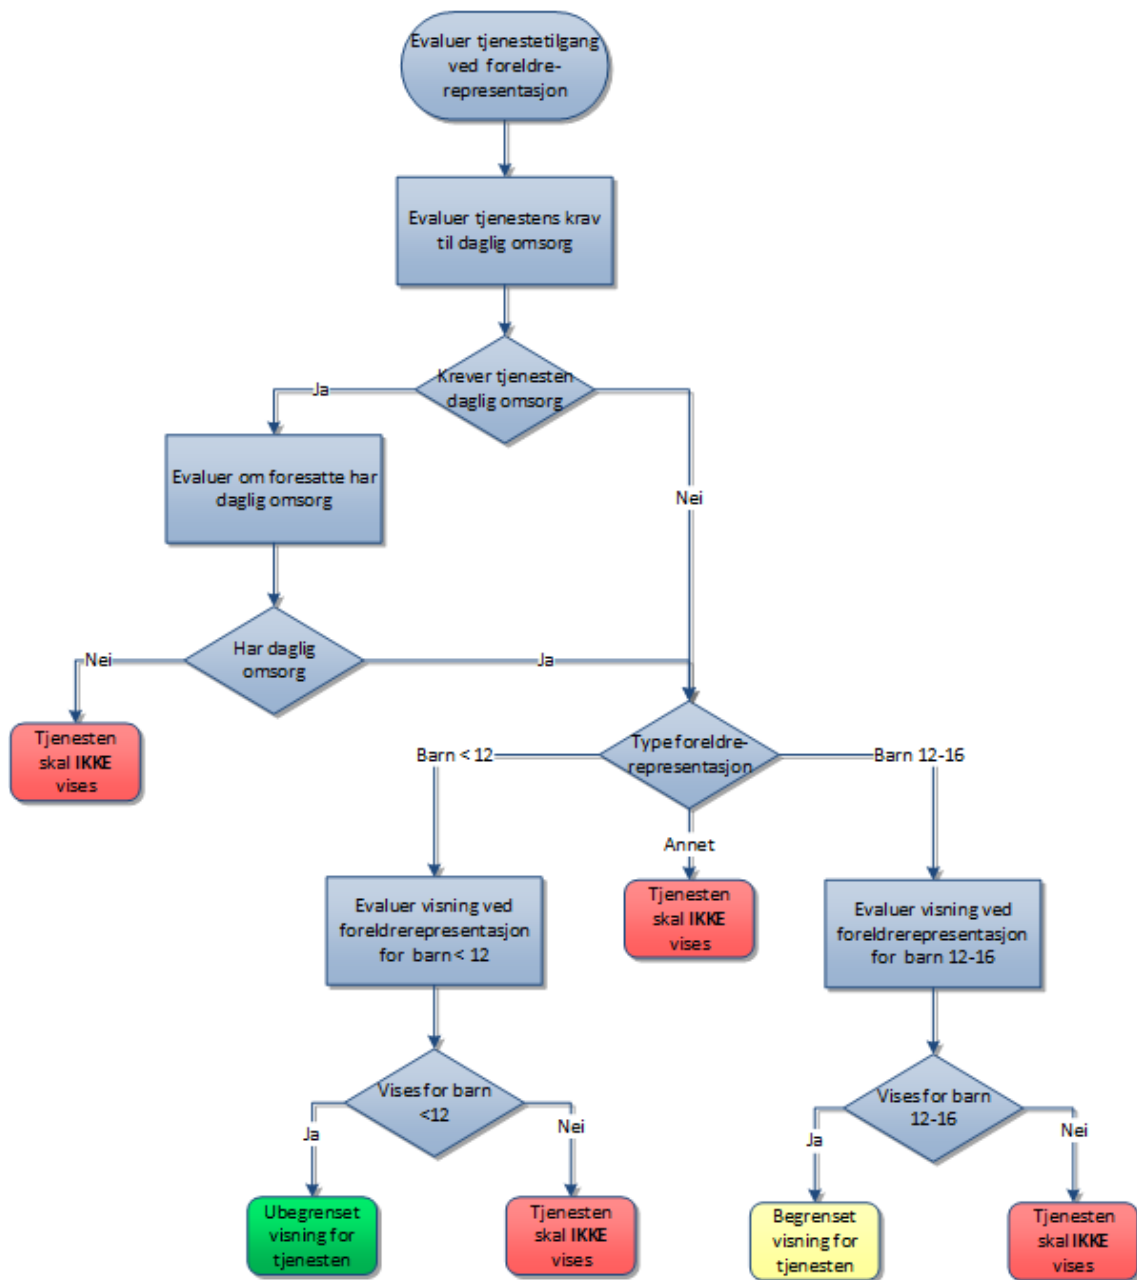 Evaluer tjenestetilgang
ved foreldre-
representasjon
Evaluer tjenestens krav
til daglig omsorg
Krever tjenesten
daglig omsorg
Ja
Nei
Evaluer om foresatte har
daglig omsorg
Har daglig
omsorg
Nei
Ja
Tjenesten
skal IKKE
vises
Type foreldre-
representasjon
Barn < 12
Barn 12-16
Annet
Evaluer visning ved
foreldrerepresentasjon
for barn < 12
Tjenesten
skal IKKE
vises
Evaluer visning ved
foreldrerepresentasjon
for barn 12-16
Vises for barn
<12
Ja
Nei
Vises for barn
12-16
Ja
Nei
Ubegrenset
visning for
tjenesten
Tjenesten
skal IKKE
vises
Begrenset
visning for
tjenesten
Tjenesten
skal IKKE
vises